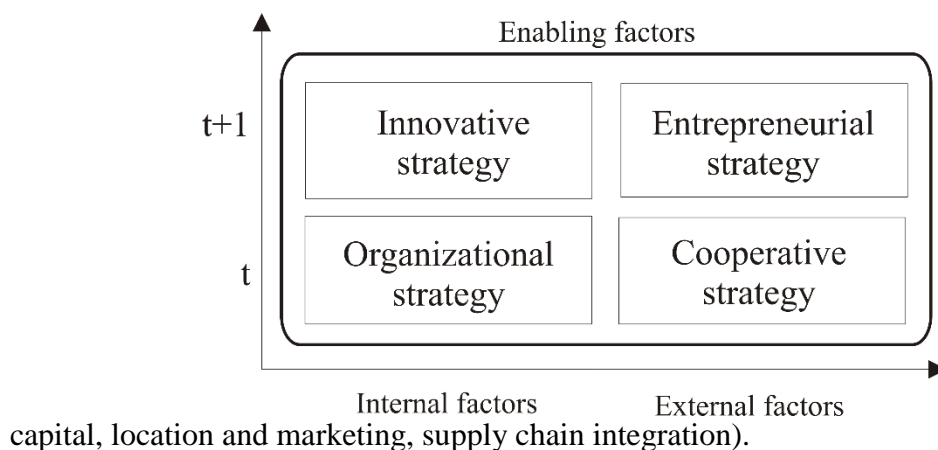 Enabling factors
t+1
Innovative
strategy
Entrepreneurial
strategy
t
Organizational
strategy
Cooperative
strategy
Internal factors
External factors
capital, location and marketing, supply chain integration).